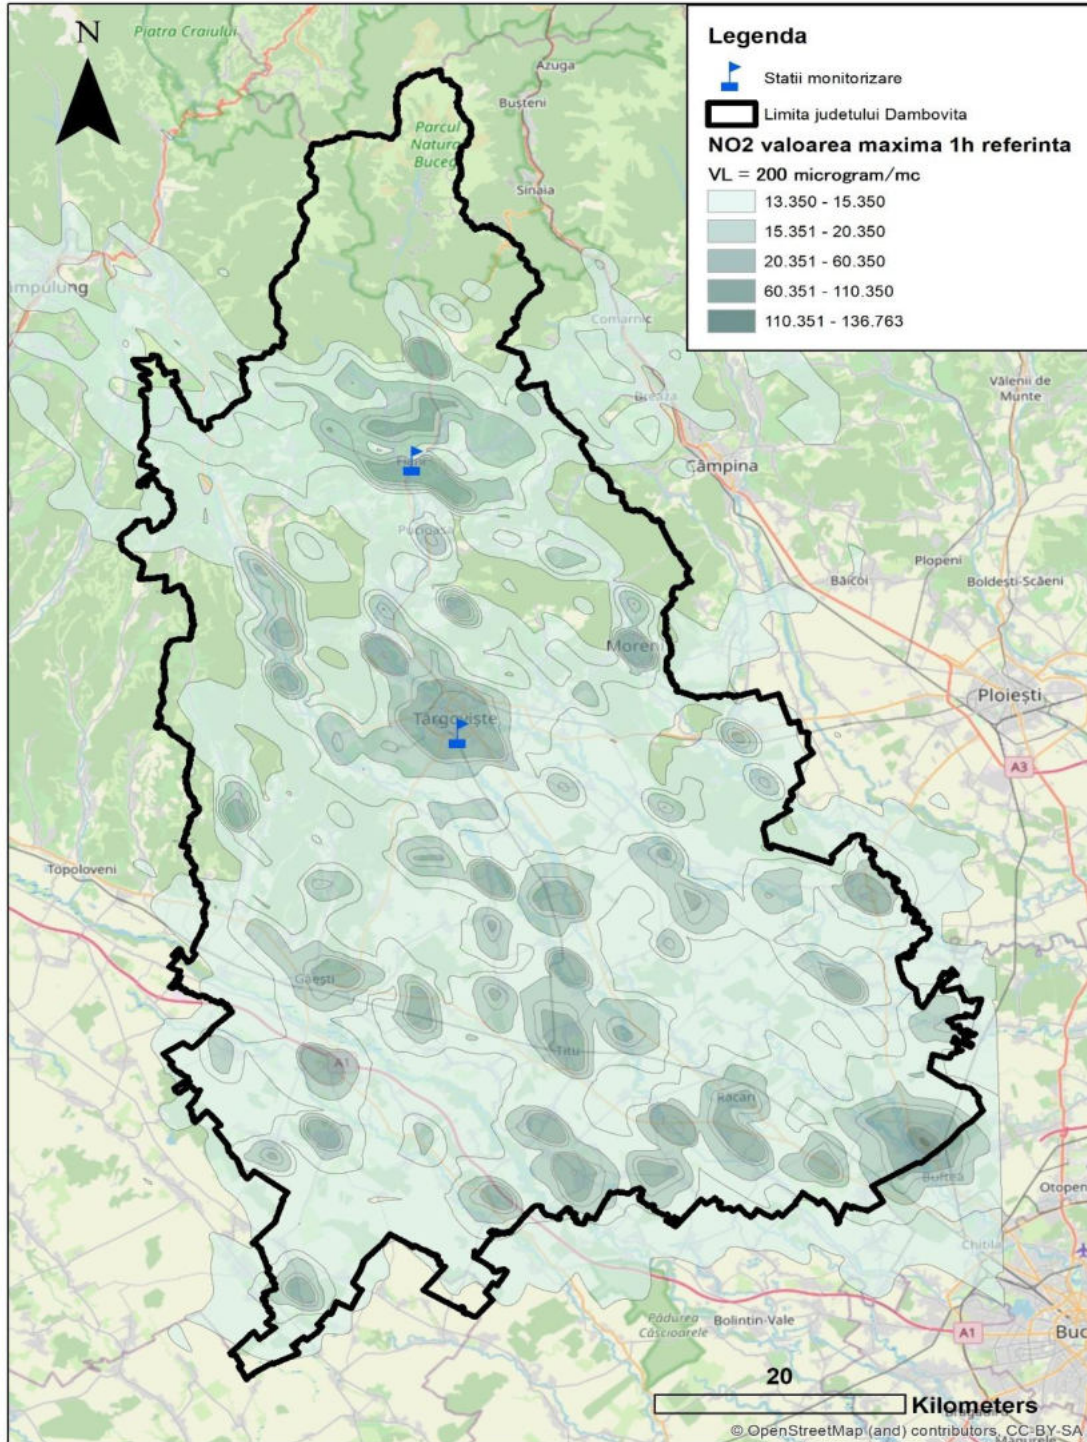 N
Piatra Craiului
Azuga
Bușteni
Parcul
Natural
Bucegi
Sinaia
Legenda
Statii monitorizare
Limita judetului Dambovita
NO2 valoarea maxima 1h referinta
VL = 200 microgram/mc
13.350 - 15.350
15.351 - 20.350
20.351 - 60.350
60.351 - 110.350
110.351 - 136.763
Comarnic
Breaza
Vălenii de
Munte
Câmpina
Pucioasa
Plopeni
Băicoi
Boldești-Scăeni
Moreni
Ploiești
Târgoviște
A3
Topoloveni
Găești
Titu
A1
Răcari
Buftea
Otopeni
Chitila
Pădurea
Căscioarele
Bolintin-Vale
A1
Buc
20
Kilometers
© OpenStreetMap (and) contributors, CC-BY-SA
Măgurele